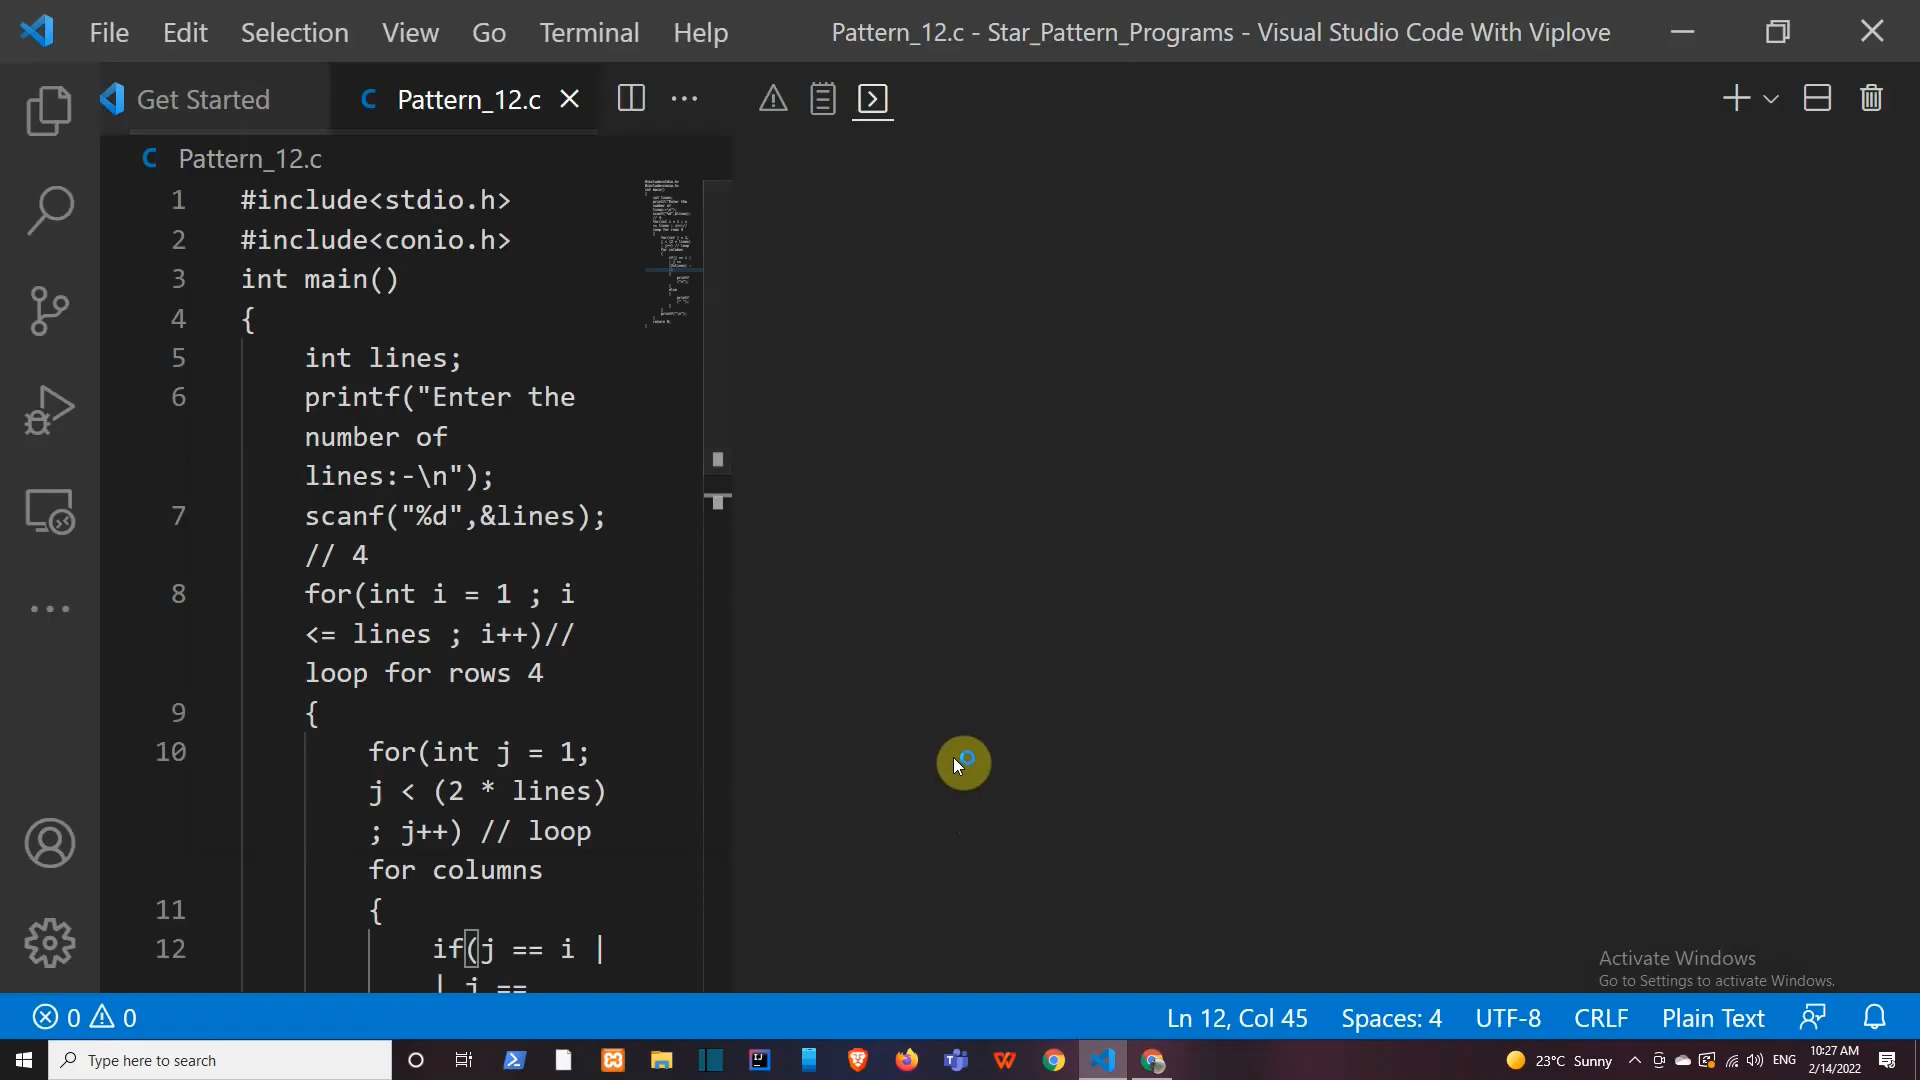 File Edit Selection View Go Terminal Help Pattern_12.c - Star_Pattern_Programs - Visual Studio Code With Viplove
Get Started C Pattern_12.c
C Pattern_12.c
1 #include<stdio.h>
2 #include<conio.h>
3 int main()
4 {
5 int lines;
6 printf("Enter the
number of
lines:-\n");
7 scanf("%d",&lines);
// 4
8 for(int i = 1 ; i
<= lines ; i++)//
loop for rows 4
9 {
10 for(int j = 1;
j < (2 * lines)
; j++) // loop
for columns
11 {
12 if(j == i |
| j ==
Activate Windows
Go to Settings to activate Windows.
0 0 Ln 12, Col 45 Spaces: 4 UTF-8 CRLF Plain Text
Type here to search 23°C Sunny ENG 10:27 AM
2/14/2022